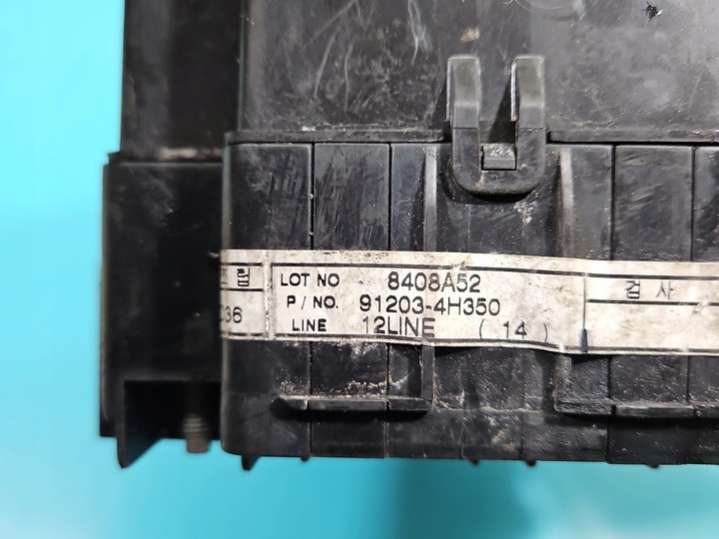 립 LOT NO 8408A52 검 사
P / NO. 91203-4H350
36 LINE 12LINE ( 14 )